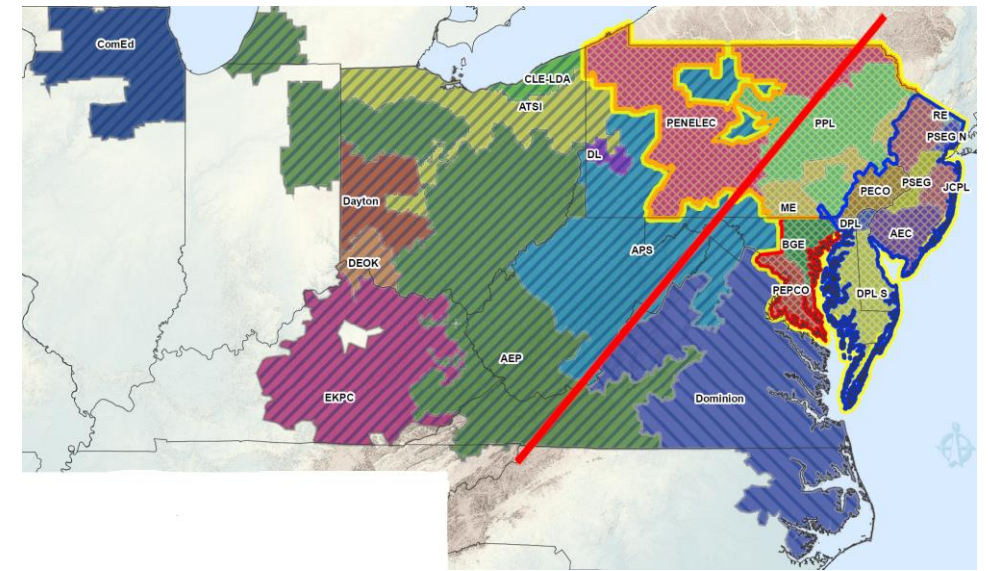 ComEd
CLE-LDA
ATSI
RE
PENELEC
PPL
PSEG N
DL
PECO
PSEG
JCPL
Dayton
ME
DPL
AEC
BGE
APS
DEOK
PEPCO
DPL S
AEP
EKPC
Dominion